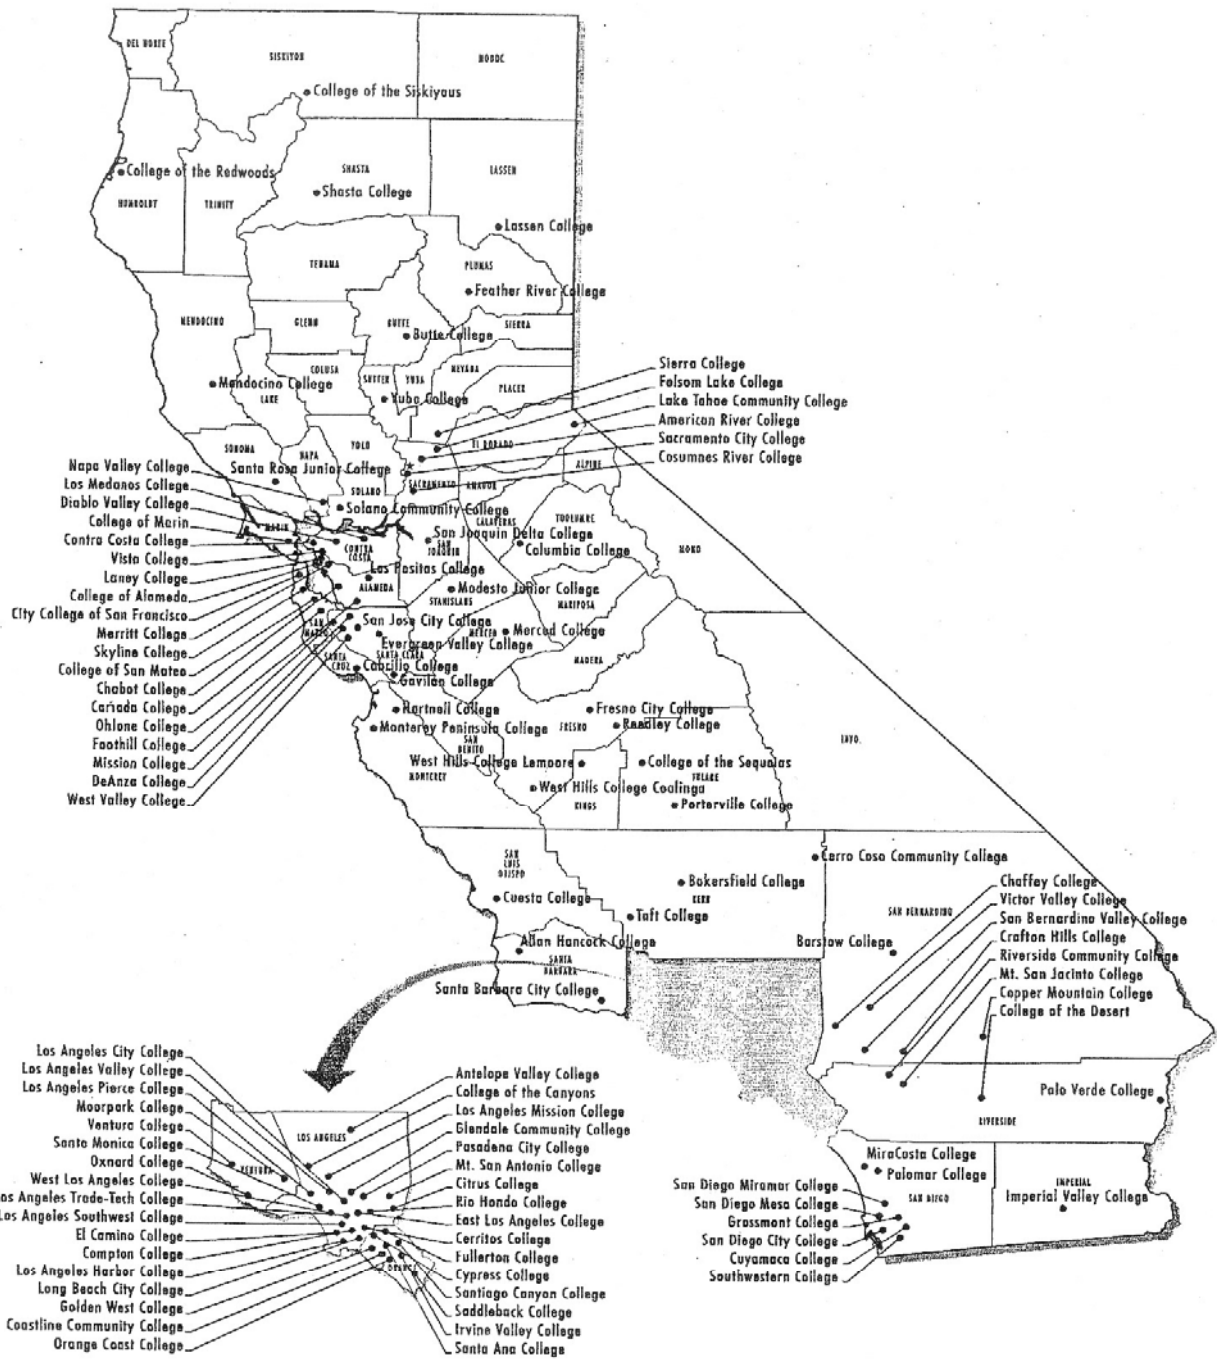 DEL NORTE
SISKIYOU
MODOC
College of the Siskiyous
College of the Redwoods
SHASTA
LASSEN
Shasta College
HUMBOLDT
TRINITY
Lassen College
TEHAMA
PLUMAS
Feather River College
MENDOCINO
GLENN
BUTTE
SIERRA
Butte College
COLUSA
NEVADA
Mendocino College
SUTTER
YUBA
PLACER
LAKE
Yuba College
Sierra College
Folsom Lake College
Lake Tahoe Community College
American River College
Sacramento City College
Cosumnes River College
SONOMA
NAPA
YOLO
EL DORADO
ALPINE
Santa Rosa Junior College
SACRAMENTO
AMADOR
SOLANO
Solano Community College
CALAVERAS
TUOLUMNE
MONO
MARIN
San Joaquin Delta College
SAN JOAQUIN
Columbia College
CONTRA COSTA
Las Positas College
ALAMEDA
Modesto Junior College
STANISLAUS
MARIPOSA
Napa Valley College
Los Medanos College
Diablo Valley College
College of Marin
Contra Costa College
Vista College
Laney College
College of Alameda
City College of San Francisco
Merritt College
Skyline College
College of San Mateo
Chabot College
Cañada College
Ohlone College
Foothill College
Mission College
DeAnza College
West Valley College
SAN MATEO
San Jose City College
MERCED
Merced College
Evergreen Valley College
SANTA CLARA
SANTA CRUZ
MADERA
Cabrillo College
Gavilan College
Hartnell College
Fresno City College
Monterey Peninsula College
FRESNO
Reedley College
SAN BENITO
INYO.
West Hills College Lemoore
College of the Sequoias
MONTEREY
TULARE
West Hills College Coalinga
KINGS
Porterville College
SAN LUIS OBISPO
Cerro Coso Community College
Bakersfield College
KERN
Cuesta College
Taft College
SAN BERNARDINO
Allan Hancock College
Barstow College
SANTA BARBARA
Santa Barbara City College
Chaffey College
Victor Valley College
San Bernardino Valley College
Crafton Hills College
Riverside Community College
Mt. San Jacinto College
Copper Mountain College
College of the Desert
Palo Verde College
RIVERSIDE
MiraCosta College
Palomar College
SAN DIEGO
IMPERIAL
Imperial Valley College
San Diego Miramar College
San Diego Mesa College
Grossmont College
San Diego City College
Cuyamaca College
Southwestern College
Los Angeles City College
Los Angeles Valley College
Los Angeles Pierce College
Moorpark College
Ventura College
Santa Monica College
Oxnard College
West Los Angeles College
Los Angeles Trade-Tech College
Los Angeles Southwest College
El Camino College
Compton College
Los Angeles Harbor College
Long Beach City College
Golden West College
Coastline Community College
Orange Coast College
LOS ANGELES
VENTURA
ORANGE
Antelope Valley College
College of the Canyons
Los Angeles Mission College
Glendale Community College
Pasadena City College
Mt. San Antonio College
Citrus College
Rio Hondo College
East Los Angeles College
Cerritos College
Fullerton College
Cypress College
Santiago Canyon College
Saddleback College
Irvine Valley College
Santa Ana College